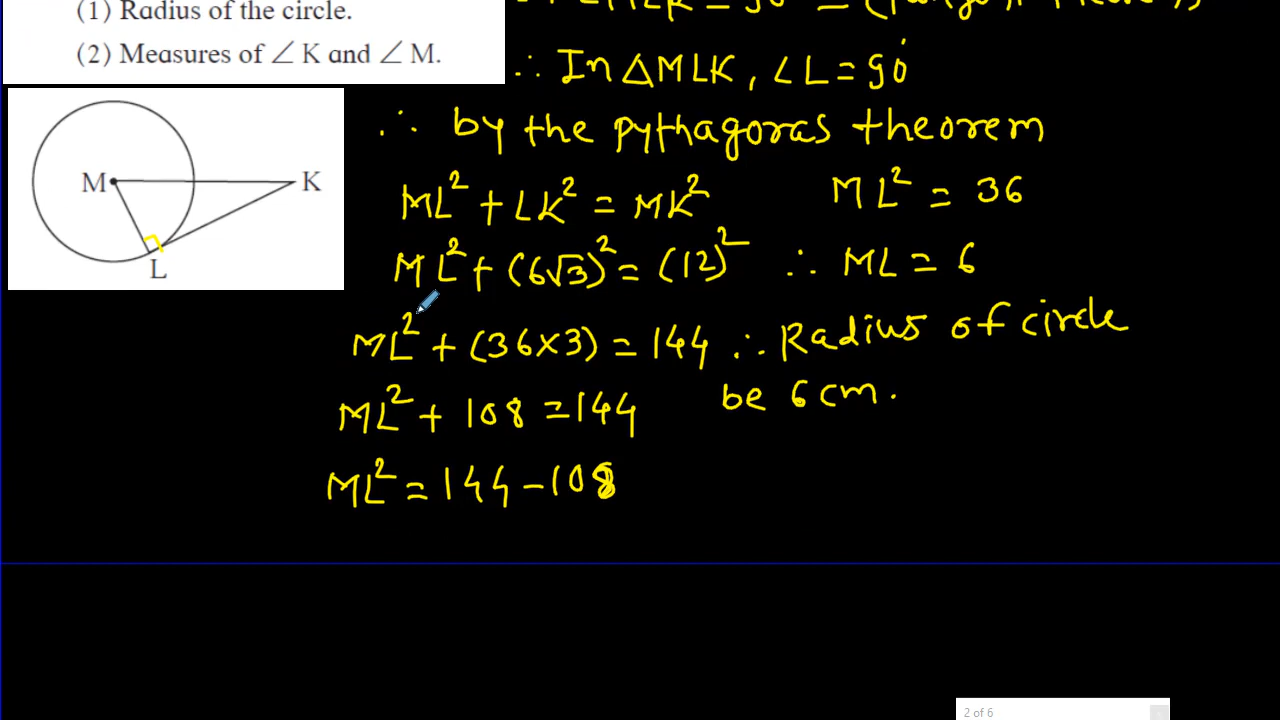 (1) Radius of the circle.
(2) Measures of ∠K and ∠M.
∴ In △MLK, ∠L = 90°
∴ by the pythagoras theorem
M
K
L
ML² + LK² = MK²
ML² + (6√3)² = (12)²
ML² + (36×3) = 144
ML² + 108 = 144
ML² = 144 - 108
ML² = 36
∴ ML = 6
∴ Radius of circle
be 6 cm.
2 of 6